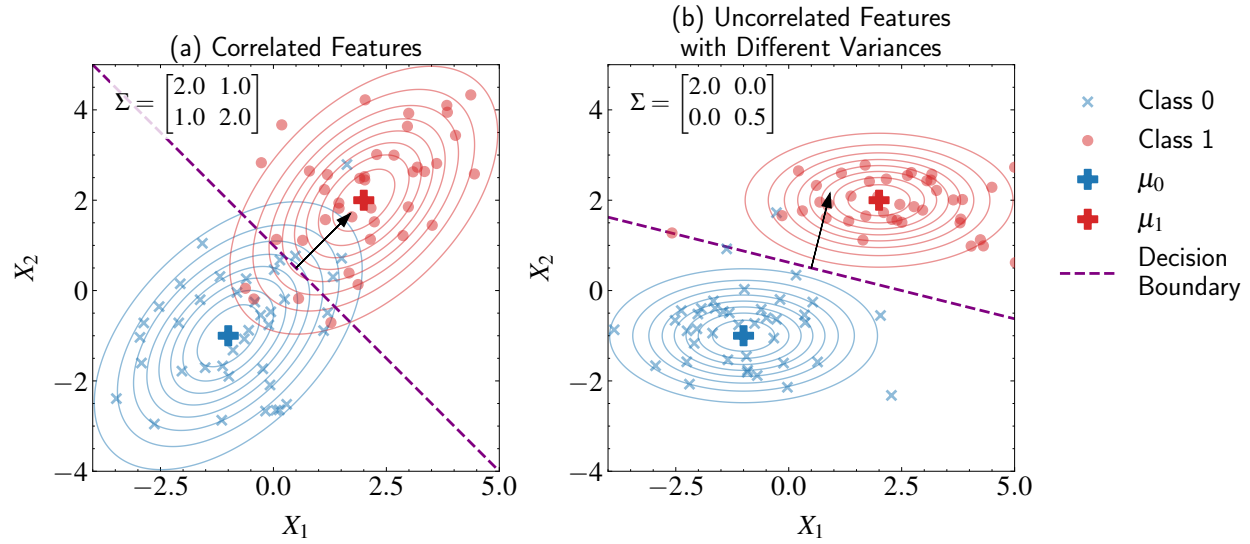 (a) Correlated Features
Σ = [2.0 1.0
1.0 2.0]
4
2
0
−2
−4
X₂
−2.5 0.0 2.5 5.0
X₁
(b) Uncorrelated Features
with Different Variances
Σ = [2.0 0.0
0.0 0.5]
4
2
0
−2
−4
X₂
−2.5 0.0 2.5 5.0
X₁
Class 0
Class 1
μ₀
μ₁
Decision
Boundary